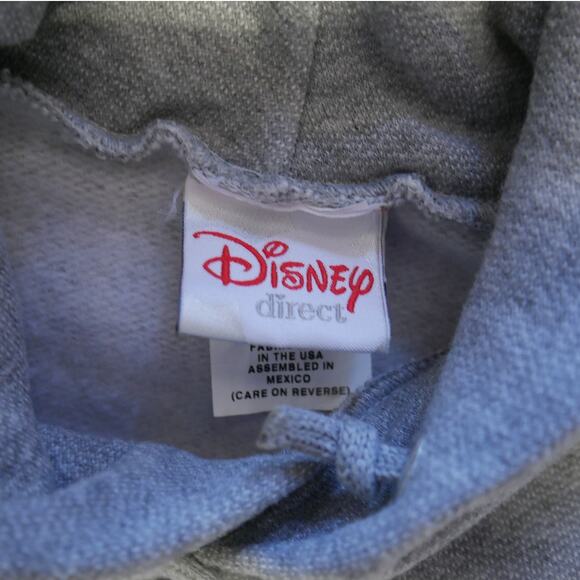 Disney
direct
IN THE USA
ASSEMBLED IN
MEXICO
(CARE ON REVERSE)